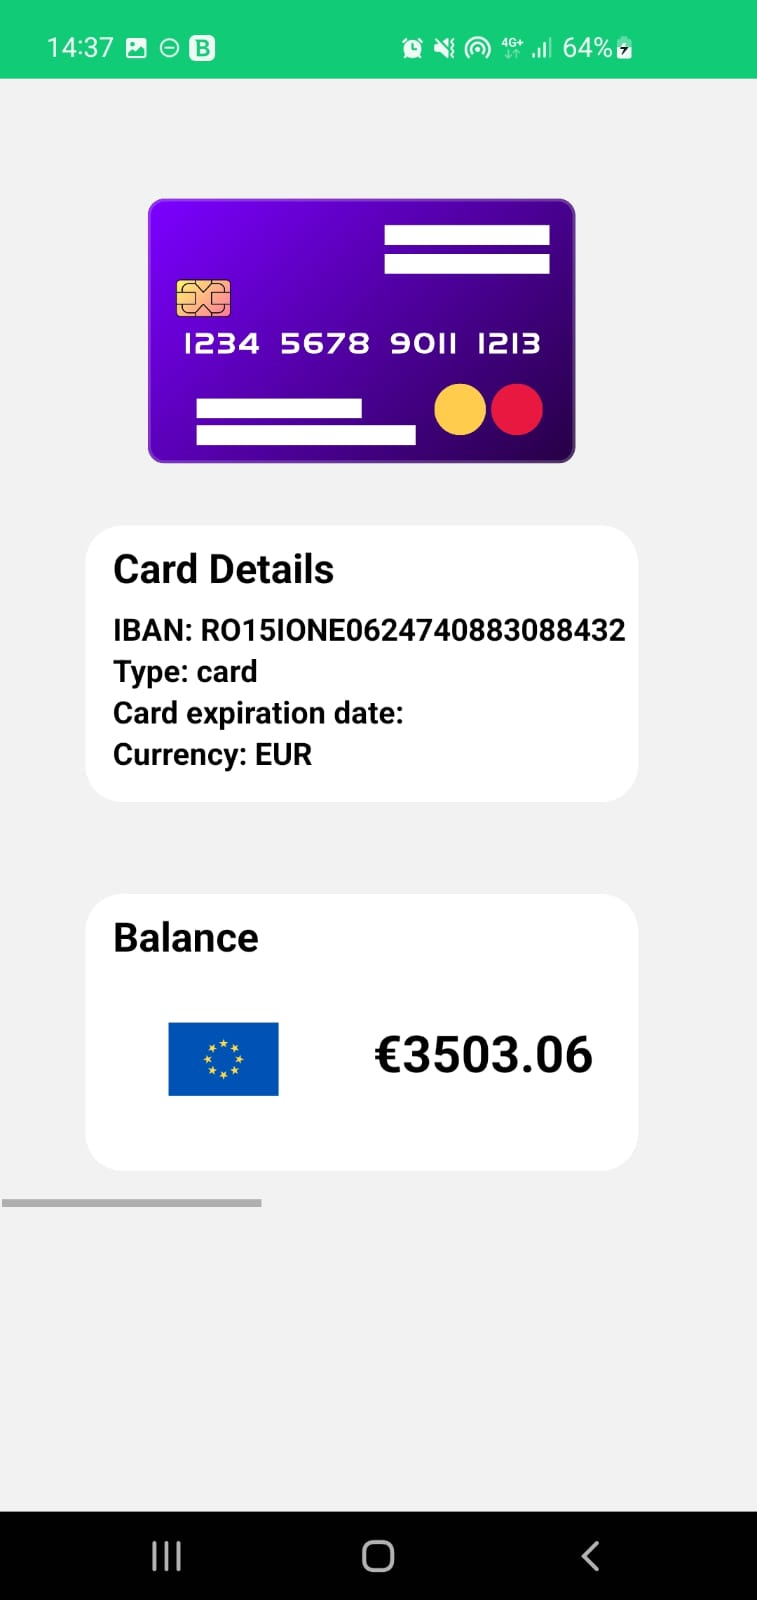 14:37 B 4G+ 64%
1234 5678 9011 1213
Card Details
IBAN: RO15IONE0624740883088432
Type: card
Card expiration date:
Currency: EUR
Balance
€3503.06